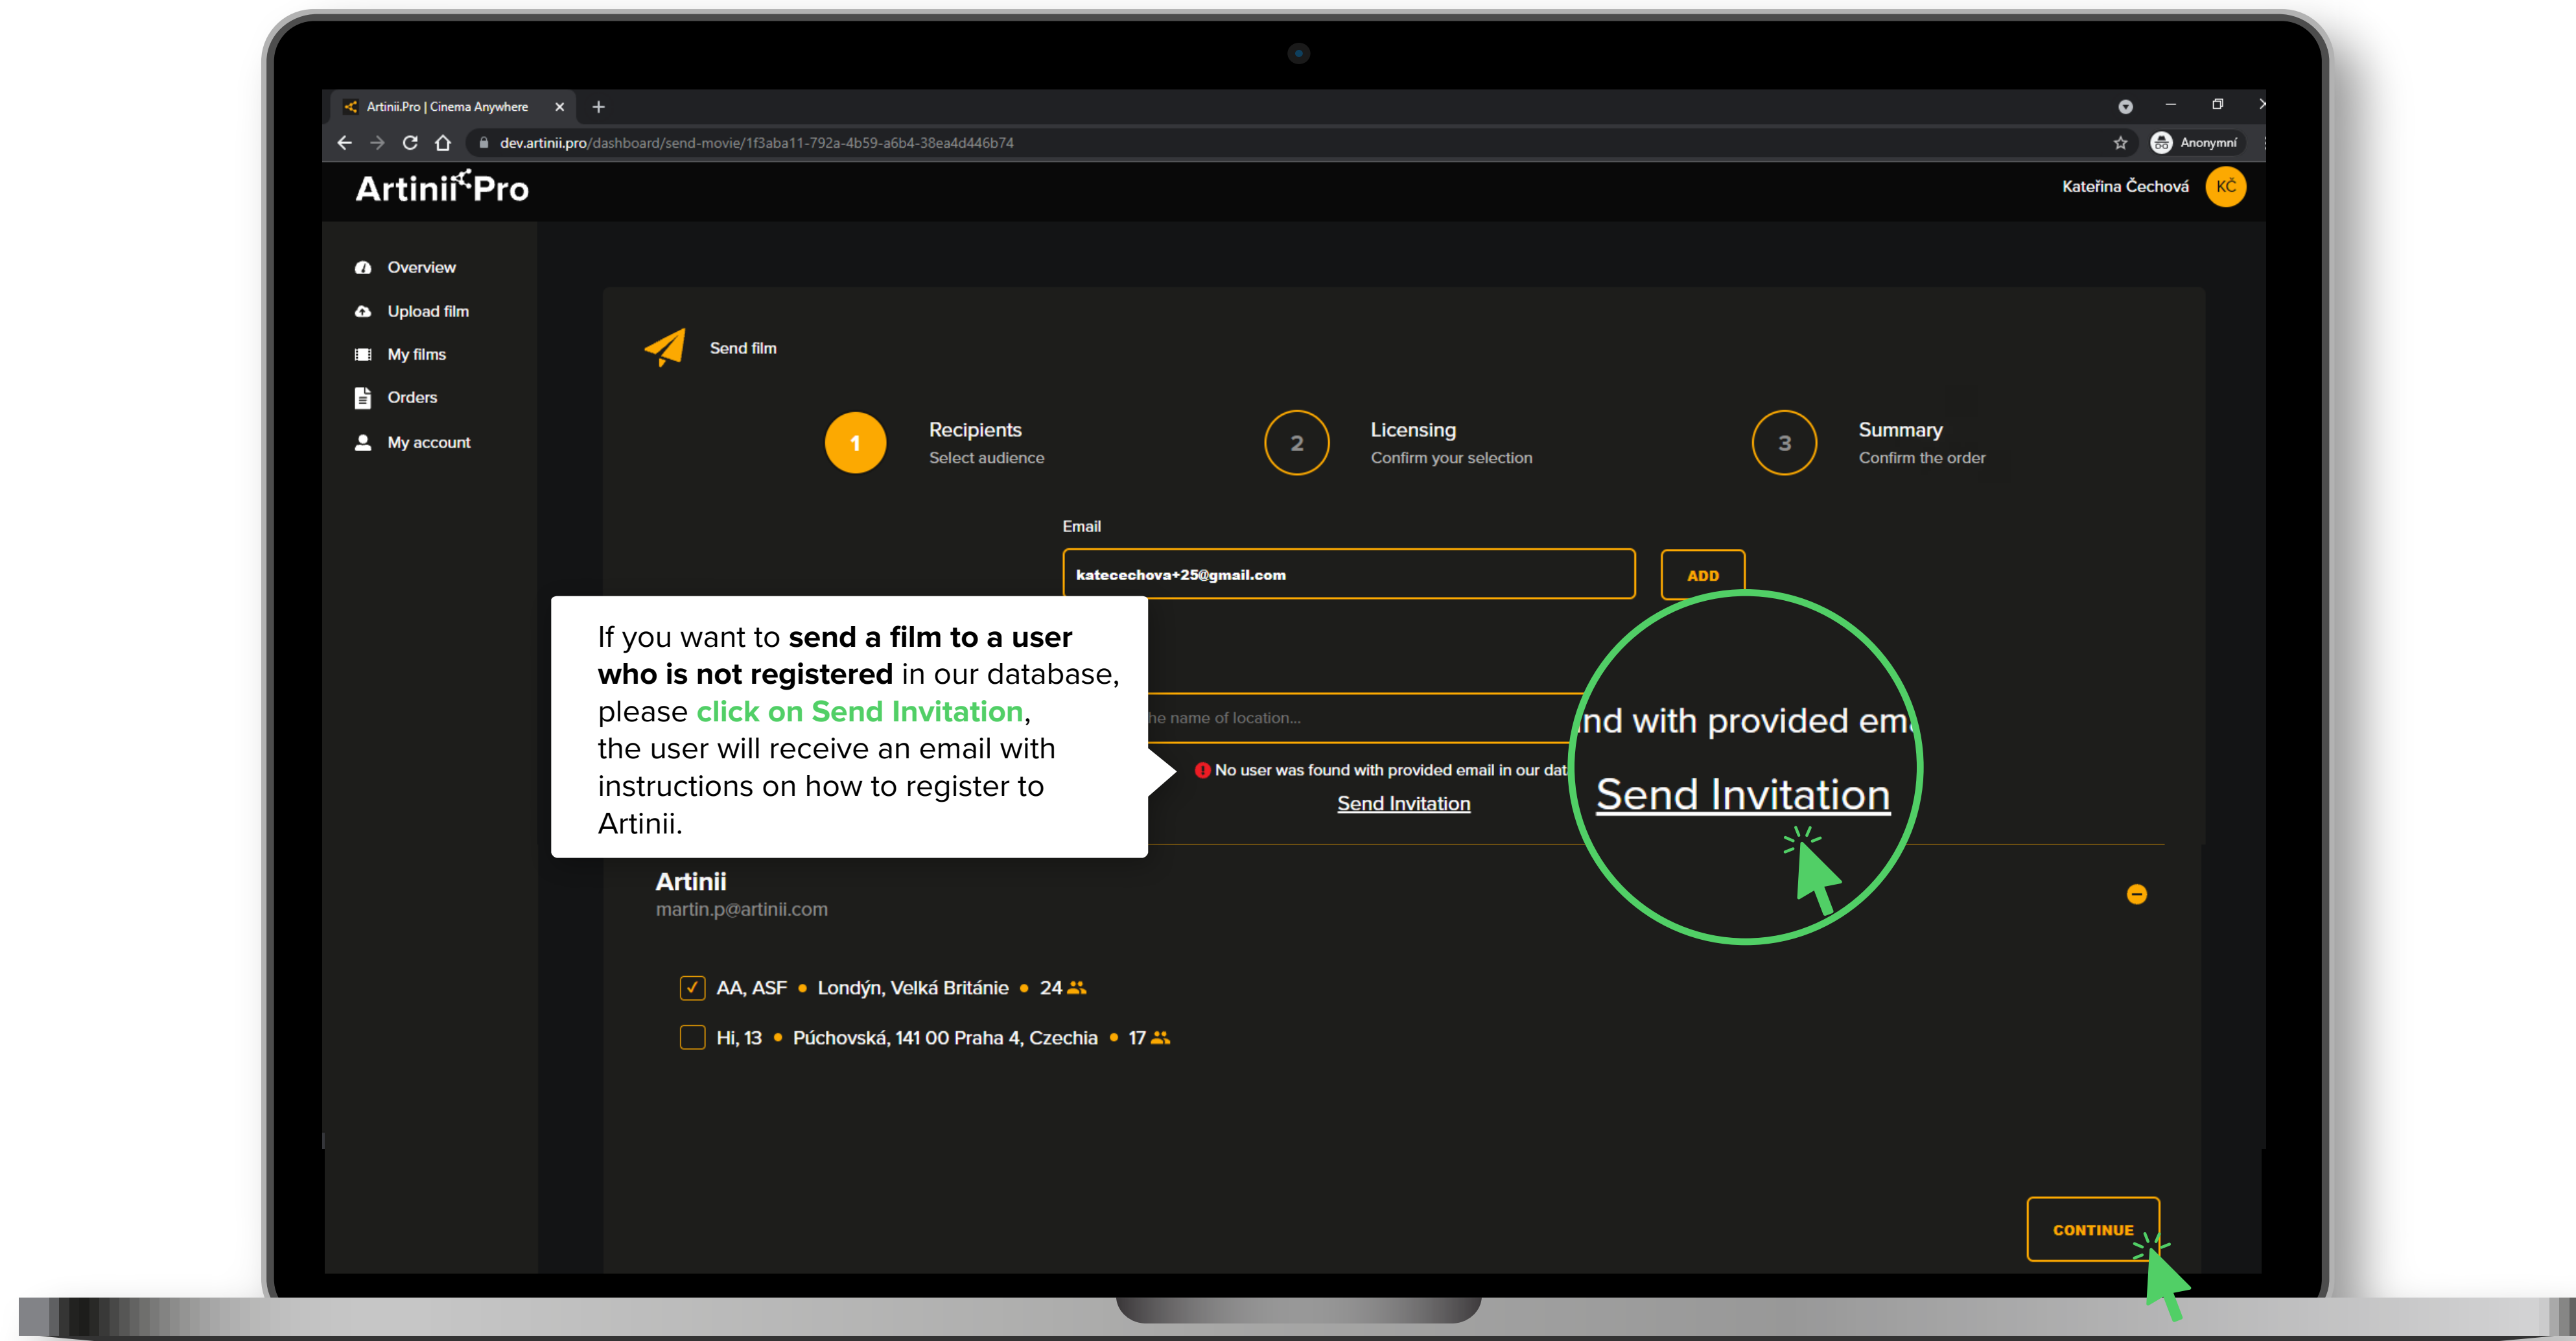 Artinii.Pro | Cinema Anywhere
dev.artinii.pro/dashboard/send-movie/1f3aba11-792a-4b59-a6b4-38ea4d446b74
Anonymní
Artinii Pro
Kateřina Čechová
KČ
Overview
Upload film
My films
Orders
My account
Send film
1
Recipients
Select audience
2
Licensing
Confirm your selection
3
Summary
Confirm the order
Email
katecechova+25@gmail.com
ADD
If you want to send a film to a user
who is not registered in our database,
please click on Send Invitation,
the user will receive an email with
instructions on how to register to
Artinii.
name of location...
No user was found with provided email in our
Send Invitation
with provided
Send Invitation
Artinii
martin.p@artinii.com
AA, ASF • Londýn, Velká Británie • 24
Hi, 13 • Púchovská, 141 00 Praha 4, Czechia • 17
CONTINUE